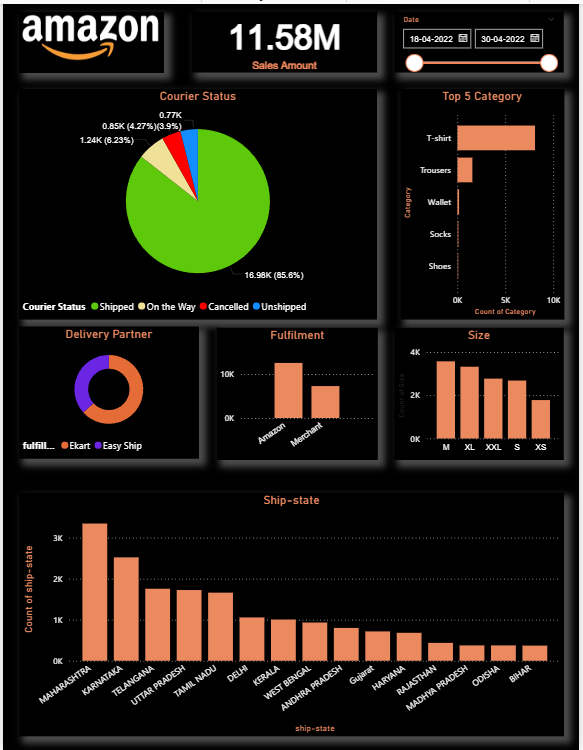 amazon
11.58M
Sales Amount
Date
18-04-2022
30-04-2022
Courier Status
0.77K
(3.9%)
0.85K (4.27%)
1.24K (6.23%)
16.98K (85.6%)
Courier Status Shipped On the Way Cancelled Unshipped
Top 5 Category
Category
T-shirt
Trousers
Wallet
Socks
Shoes
0K 5K 10K
Count of Category
Delivery Partner
fulfill... Ekart Easy Ship
Fulfilment
10K
0K
Amazon
Merchant
Size
Count of Size
4K
2K
0K
M XL XXL S XS
Ship-state
Count of ship-state
3K
2K
1K
0K
MAHARASHTRA
KARNATAKA
TELANGANA
UTTAR PRADESH
TAMIL NADU
DELHI
KERALA
WEST BENGAL
ANDHRA PRADESH
Gujarat
HARYANA
RAJASTHAN
MADHYA PRADESH
ODISHA
BIHAR
ship-state